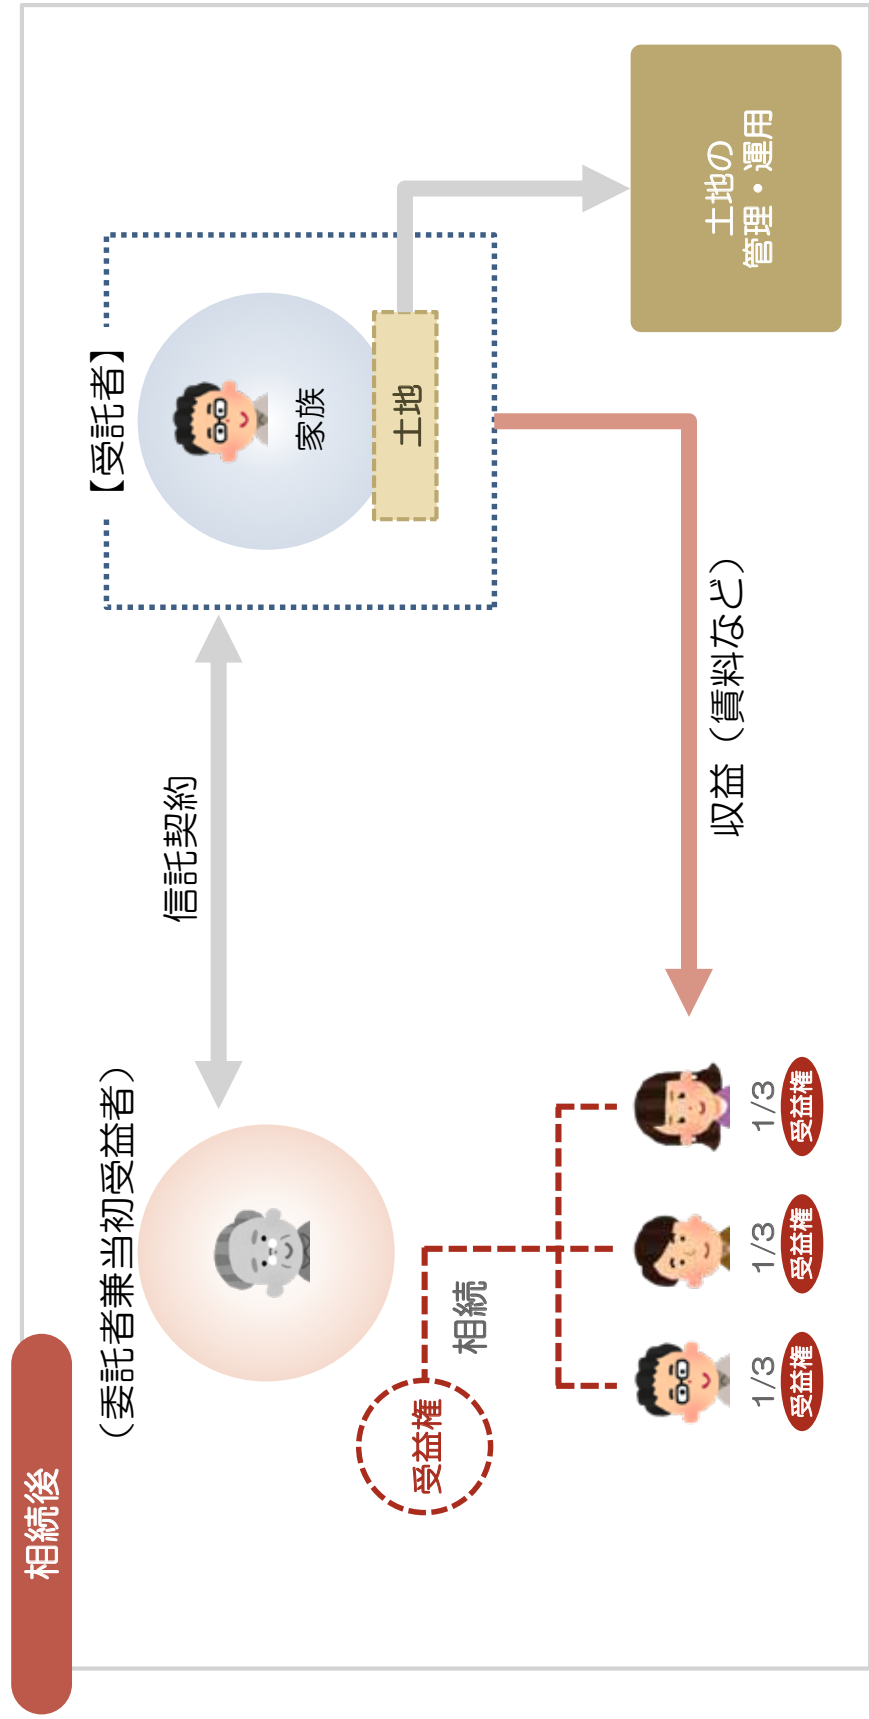 相続後
（委託者兼当初受益者）
信託契約
【受託者】
家族
土地
土地の
管理・運用
受益権
相続
収益（賃料など）
1/3
受益権
1/3
受益権
1/3
受益権